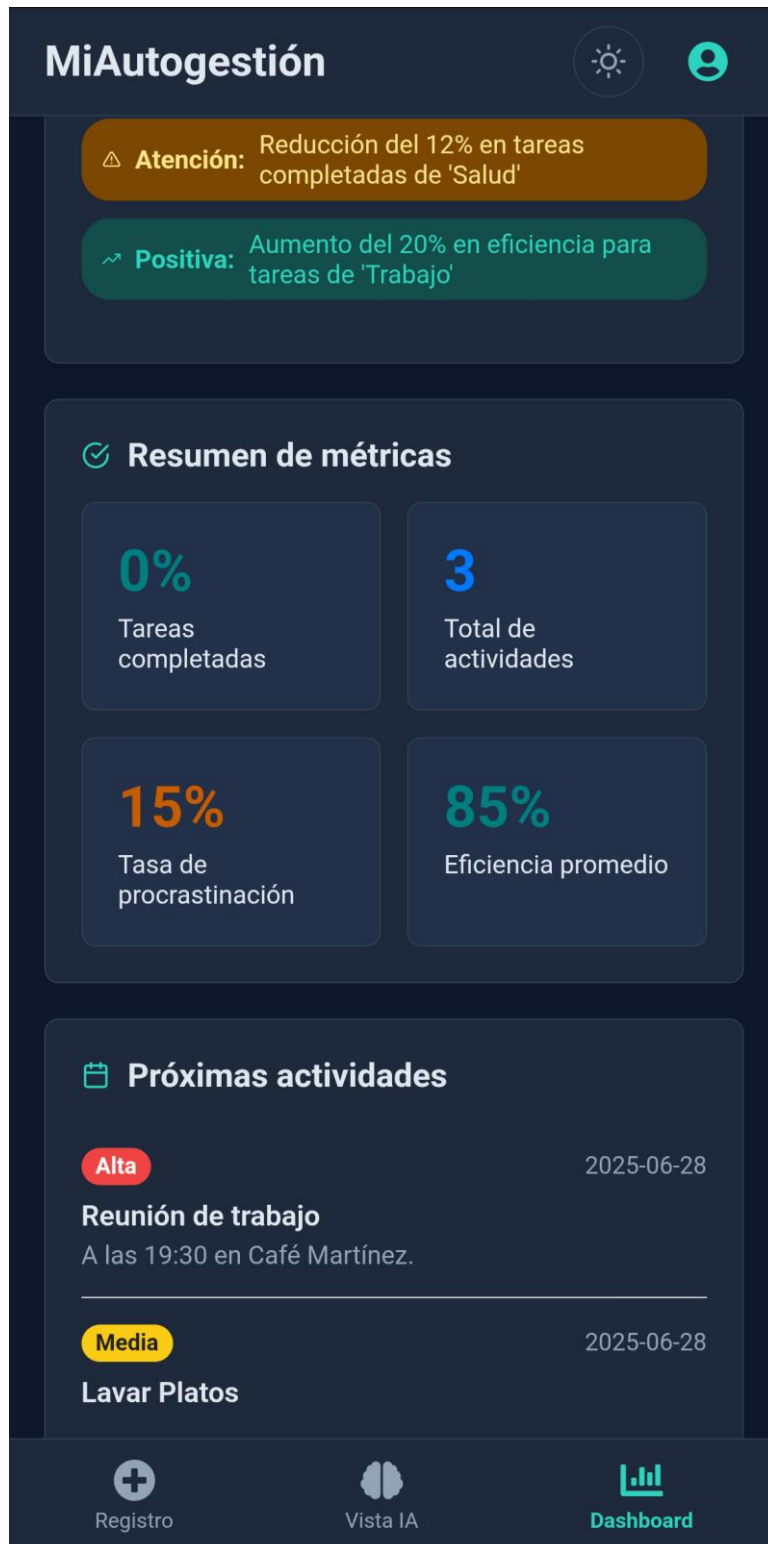 MiAutogestión
Atención: Reducción del 12% en tareas
completadas de 'Salud'
Positiva: Aumento del 20% en eficiencia para
tareas de 'Trabajo'
Resumen de métricas
0%
Tareas
completadas
3
Total de
actividades
15%
Tasa de
procrastinación
85%
Eficiencia promedio
Próximas actividades
Alta 2025-06-28
Reunión de trabajo
A las 19:30 en Café Martínez.
Media 2025-06-28
Lavar Platos
Registro Vista IA Dashboard